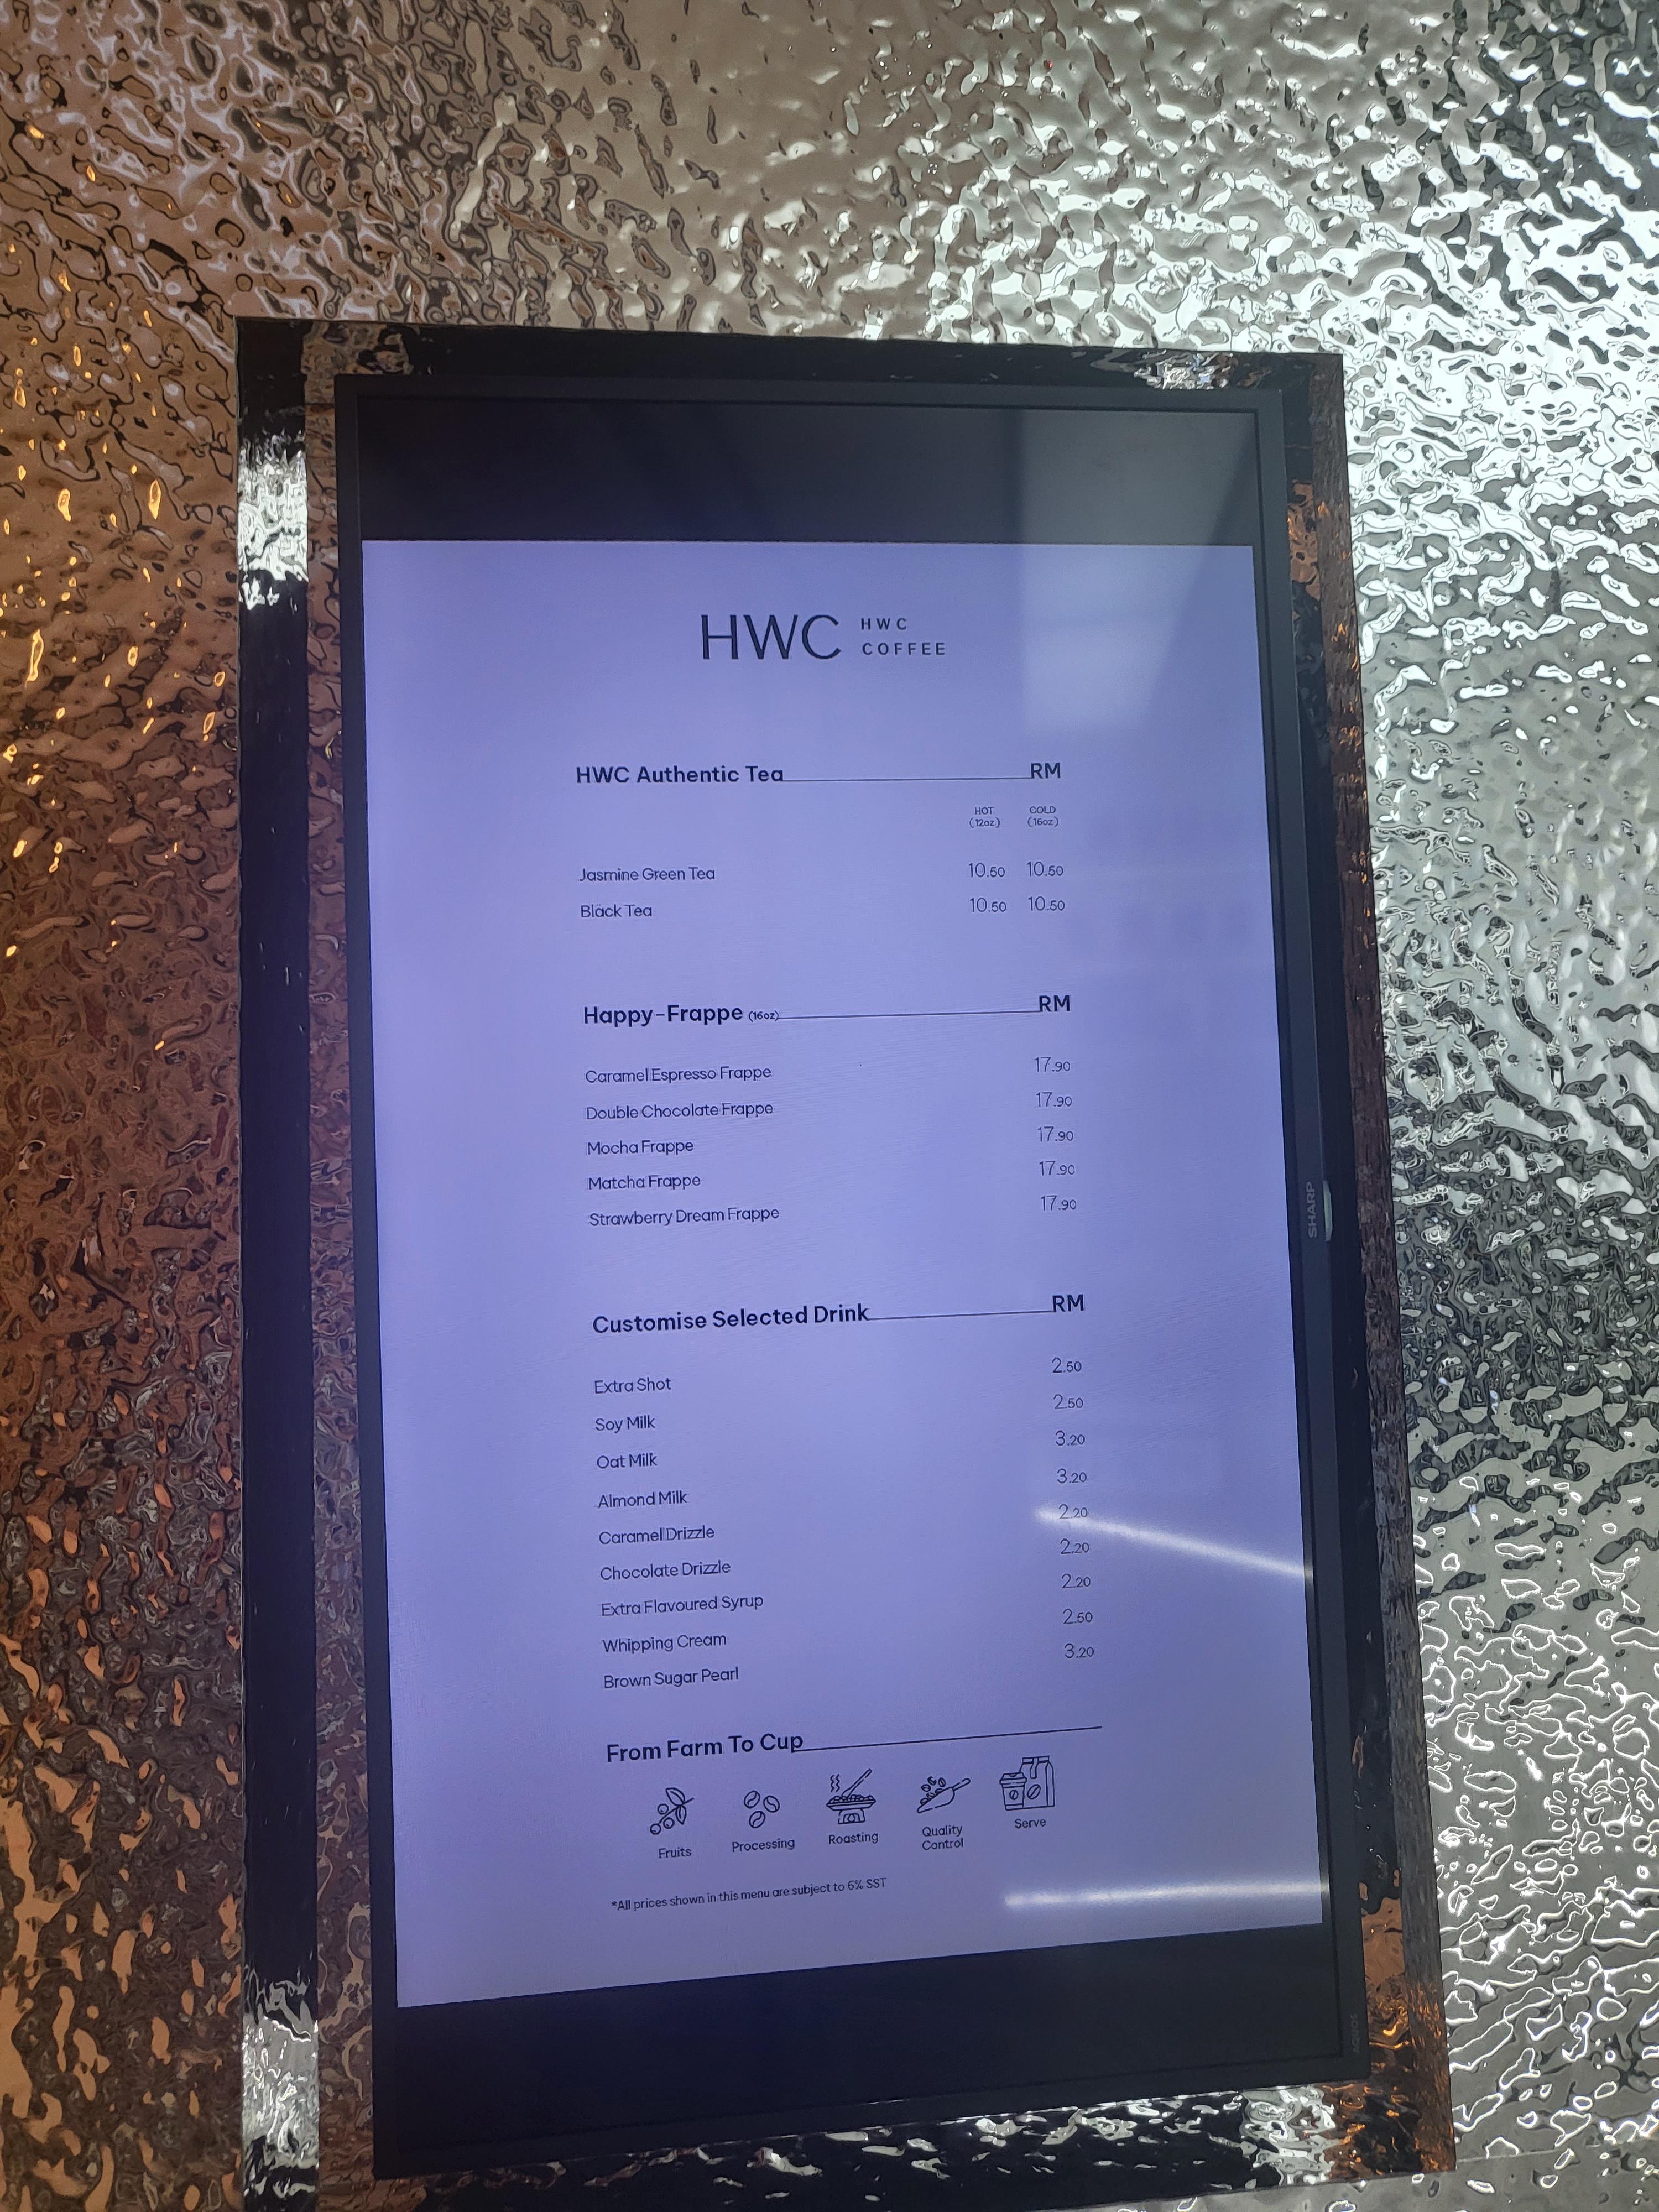 HWC HWC COFFEE
HWC Authentic Tea RM
HOT (12oz) COLD (16oz)
Jasmine Green Tea 10.50 10.50
Black Tea 10.50 10.50
Happy-Frappe (16oz) RM
Caramel Espresso Frappe 17.90
Double Chocolate Frappe 17.90
Mocha Frappe 17.90
Matcha Frappe 17.90
Strawberry Dream Frappe 17.90
Customise Selected Drink RM
Extra Shot 2.50
Soy Milk 2.50
Oat Milk 3.20
Almond Milk 3.20
Caramel Drizzle 2.20
Chocolate Drizzle 2.20
Extra Flavoured Syrup 2.20
Whipping Cream 2.50
Brown Sugar Pearl 3.20
From Farm To Cup
Fruits Processing Roasting Quality Control Serve
*All prices shown in this menu are subject to 6% SST
SHARP
AQUOS